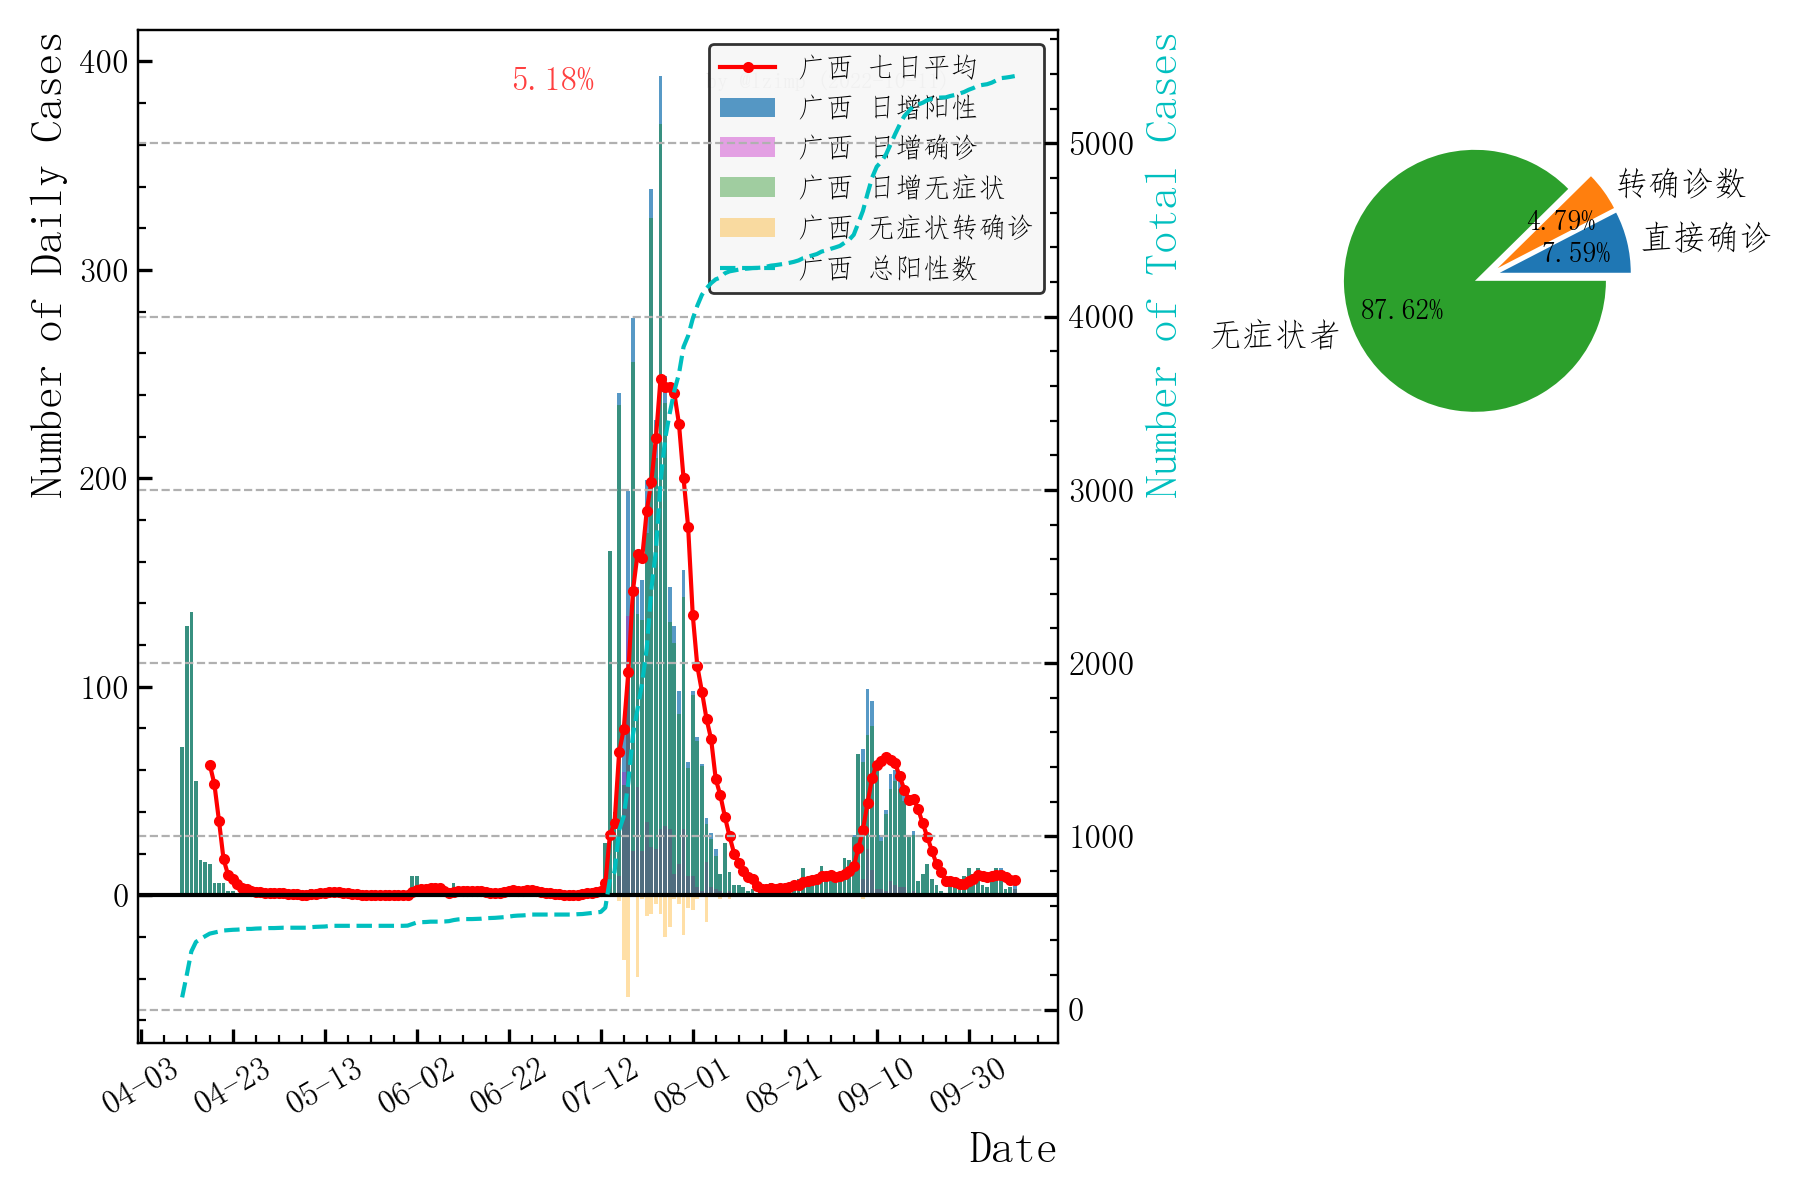 Number of Daily Cases
400
300
200
100
0
5.18%
广西 七日平均
广西 日增阳性
广西 日增确诊
广西 日增无症状
广西 无症状转确诊
广西 总阳性数
5000
4000
3000
2000
1000
0
Number of Total Cases
04-03
04-23
05-13
06-02
06-22
07-12
08-01
08-21
09-10
09-30
Date
转确诊数
4.79%
直接确诊
7.59%
87.62%
无症状者